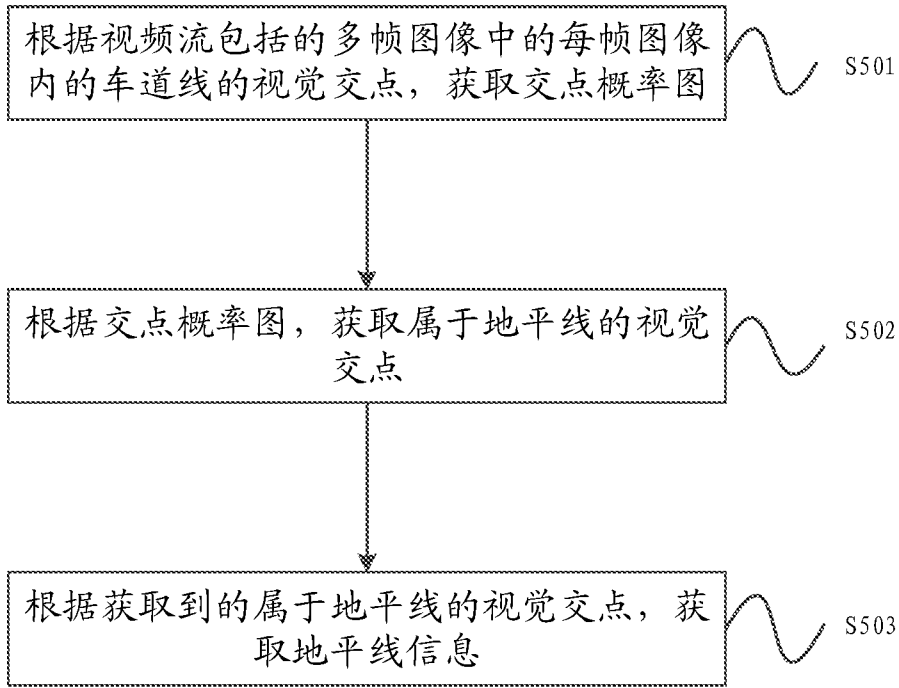 根据视频流包括的多帧图像中的每帧图像
内的车道线的视觉交点，获取交点概率图
S501
根据交点概率图，获取属于地平线的视觉
交点
S502
根据获取到的属于地平线的视觉交点，获
取地平线信息
S503